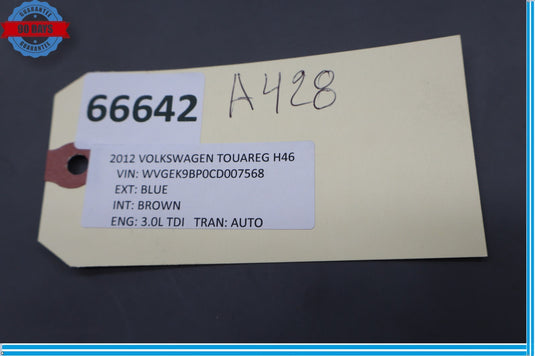 GUARANTEE
90 DAYS
GUARANTEE
66642
A428
2012 VOLKSWAGEN TOUAREG H46
VIN: WVGEK9BP0CD007568
EXT: BLUE
INT: BROWN
ENG: 3.0L TDI TRAN: AUTO